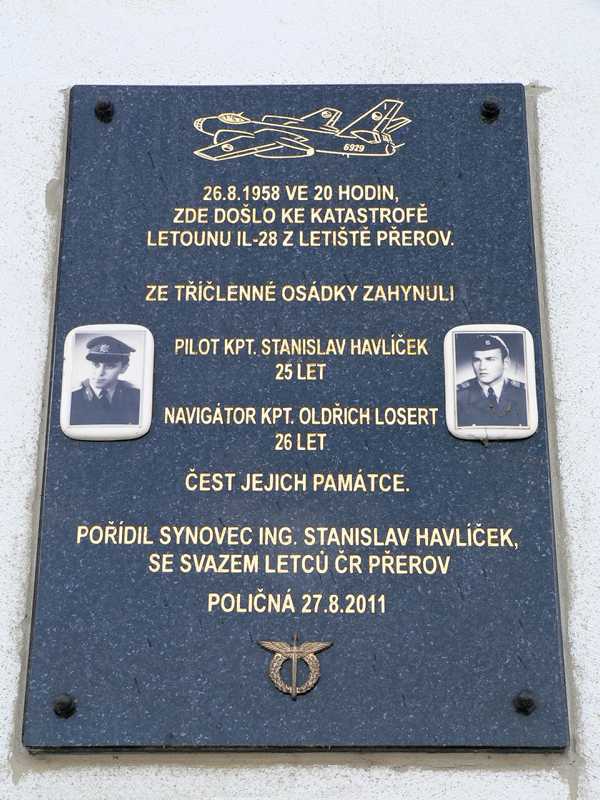 6929
26.8.1958 VE 20 HODIN,
ZDE DOŠLO KE KATASTROFĚ
LETOUNU IL-28 Z LETIŠTĚ PŘEROV.
ZE TŘÍČLENNÉ OSÁDKY ZAHYNULI
PILOT KPT. STANISLAV HAVLÍČEK
25 LET
NAVIGÁTOR KPT. OLDŘICH LOSERT
26 LET
ČEST JEJICH PAMÁTCE.
POŘÍDIL SYNOVEC ING. STANISLAV HAVLÍČEK,
SE SVAZEM LETCŮ ČR PŘEROV
POLIČNÁ 27.8.2011